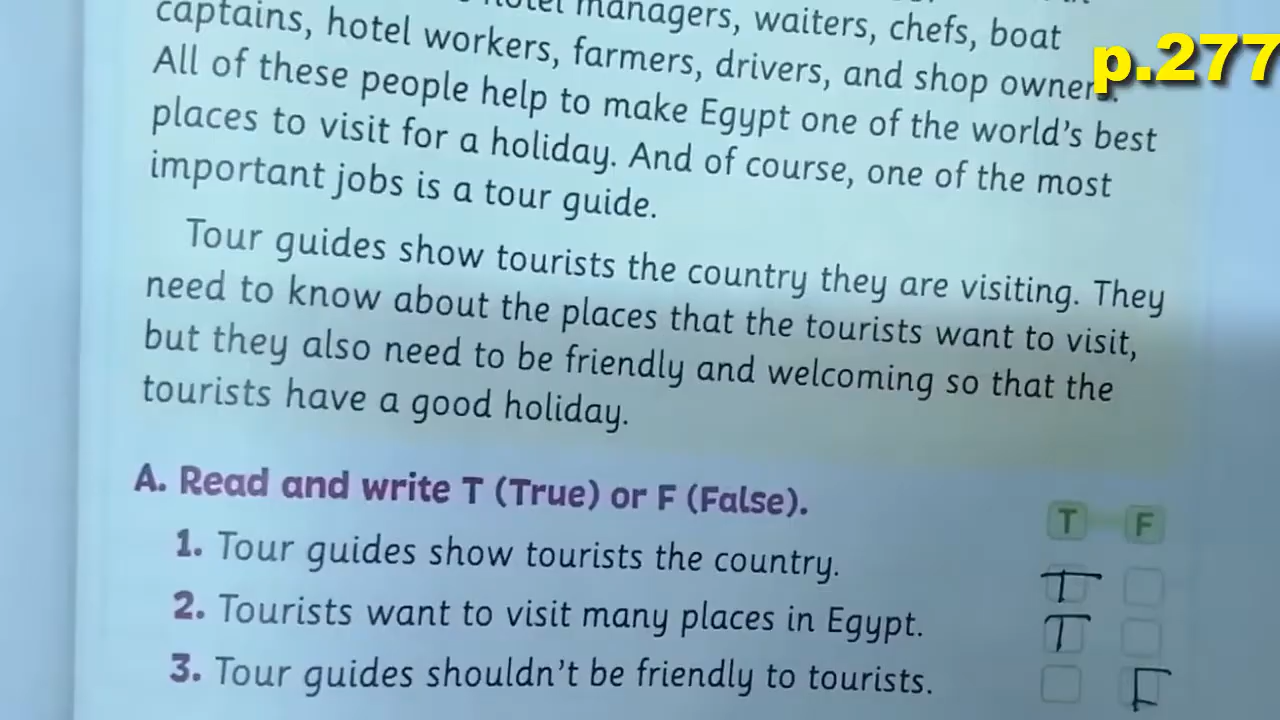 hotel managers, waiters, chefs, boat
captains, hotel workers, farmers, drivers, and shop owners.
p.277
All of these people help to make Egypt one of the world's best
places to visit for a holiday. And of course, one of the most
important jobs is a tour guide.
Tour guides show tourists the country they are visiting. They
need to know about the places that the tourists want to visit,
but they also need to be friendly and welcoming so that the
tourists have a good holiday.
A. Read and write T (True) or F (False).
T F
1. Tour guides show tourists the country.
T
2. Tourists want to visit many places in Egypt.
T
3. Tour guides shouldn't be friendly to tourists.
F